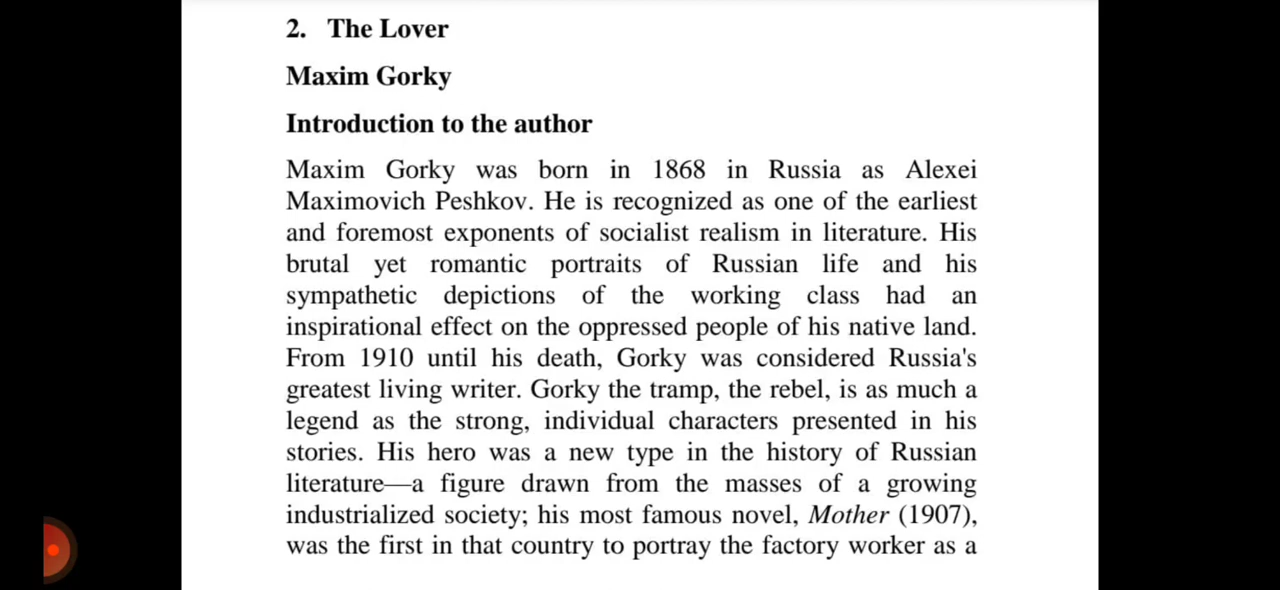 2. The Lover
Maxim Gorky
Introduction to the author
Maxim Gorky was born in 1868 in Russia as Alexei
Maximovich Peshkov. He is recognized as one of the earliest
and foremost exponents of socialist realism in literature. His
brutal yet romantic portraits of Russian life and his
sympathetic depictions of the working class had an
inspirational effect on the oppressed people of his native land.
From 1910 until his death, Gorky was considered Russia's
greatest living writer. Gorky the tramp, the rebel, is as much a
legend as the strong, individual characters presented in his
stories. His hero was a new type in the history of Russian
literature—a figure drawn from the masses of a growing
industrialized society; his most famous novel, Mother (1907),
was the first in that country to portray the factory worker as a